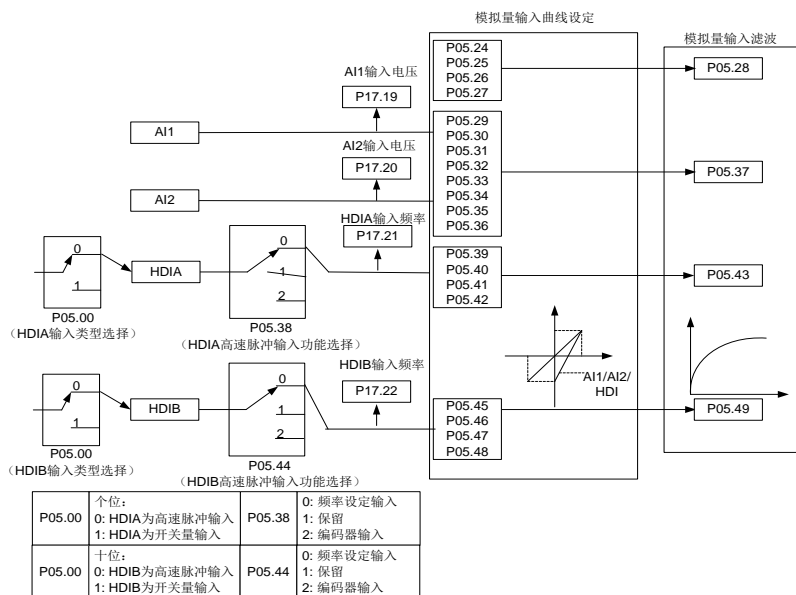 模拟量输入曲线设定
模拟量输入滤波
P05.24
P05.25
P05.26
P05.27
P05.28
AI1输入电压
P17.19
AI1
P05.29
P05.30
P05.31
P05.32
P05.33
P05.34
P05.35
P05.36
P05.37
AI2输入电压
P17.20
AI2
HDIA输入频率
P17.21
0
1
P05.00
（HDIA输入类型选择）
HDIA
0
1
2
P05.38
（HDIA高速脉冲输入功能选择）
P05.39
P05.40
P05.41
P05.42
P05.43
AI1/AI2/
HDI
HDIB输入频率
P17.22
0
1
P05.00
（HDIB输入类型选择）
HDIB
0
1
2
P05.44
（HDIB高速脉冲输入功能选择）
P05.45
P05.46
P05.47
P05.48
P05.49
P05.00
个位：
0: HDIA为高速脉冲输入
1: HDIA为开关量输入
P05.38
0: 频率设定输入
1: 保留
2: 编码器输入
P05.00
十位：
0: HDIB为高速脉冲输入
1: HDIB为开关量输入
P05.44
0: 频率设定输入
1: 保留
2: 编码器输入